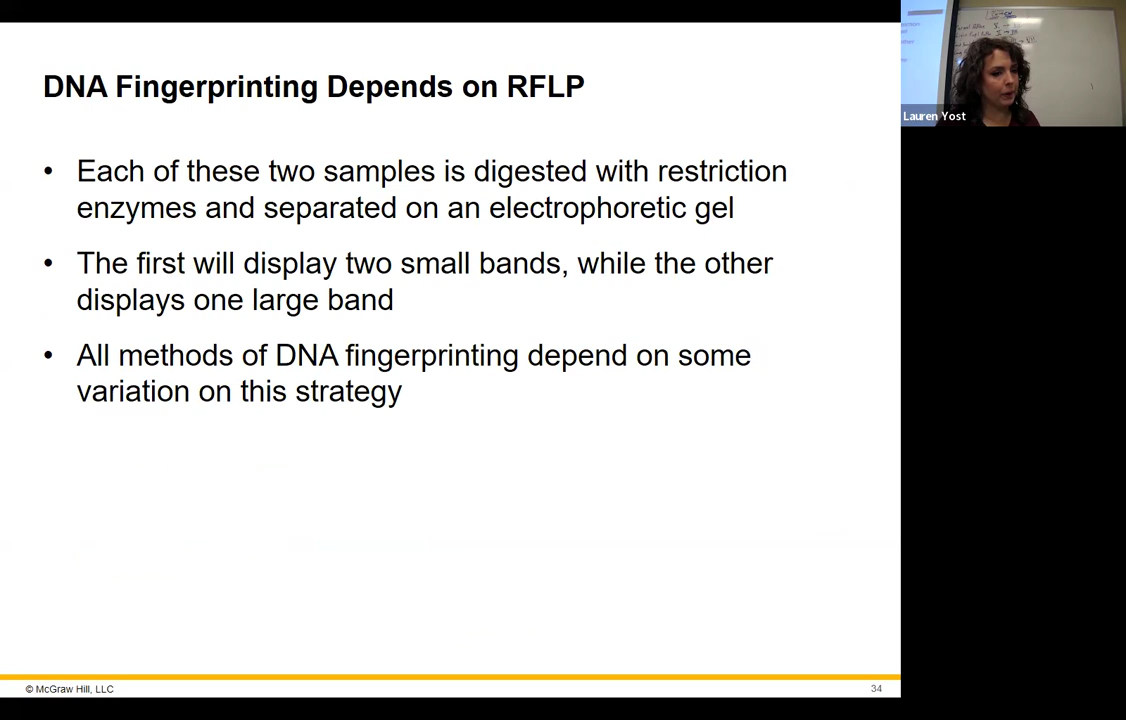 DNA Fingerprinting Depends on RFLP
• Each of these two samples is digested with restriction
enzymes and separated on an electrophoretic gel
• The first will display two small bands, while the other
displays one large band
• All methods of DNA fingerprinting depend on some
variation on this strategy
© McGraw Hill, LLC
34
Lauren Yost